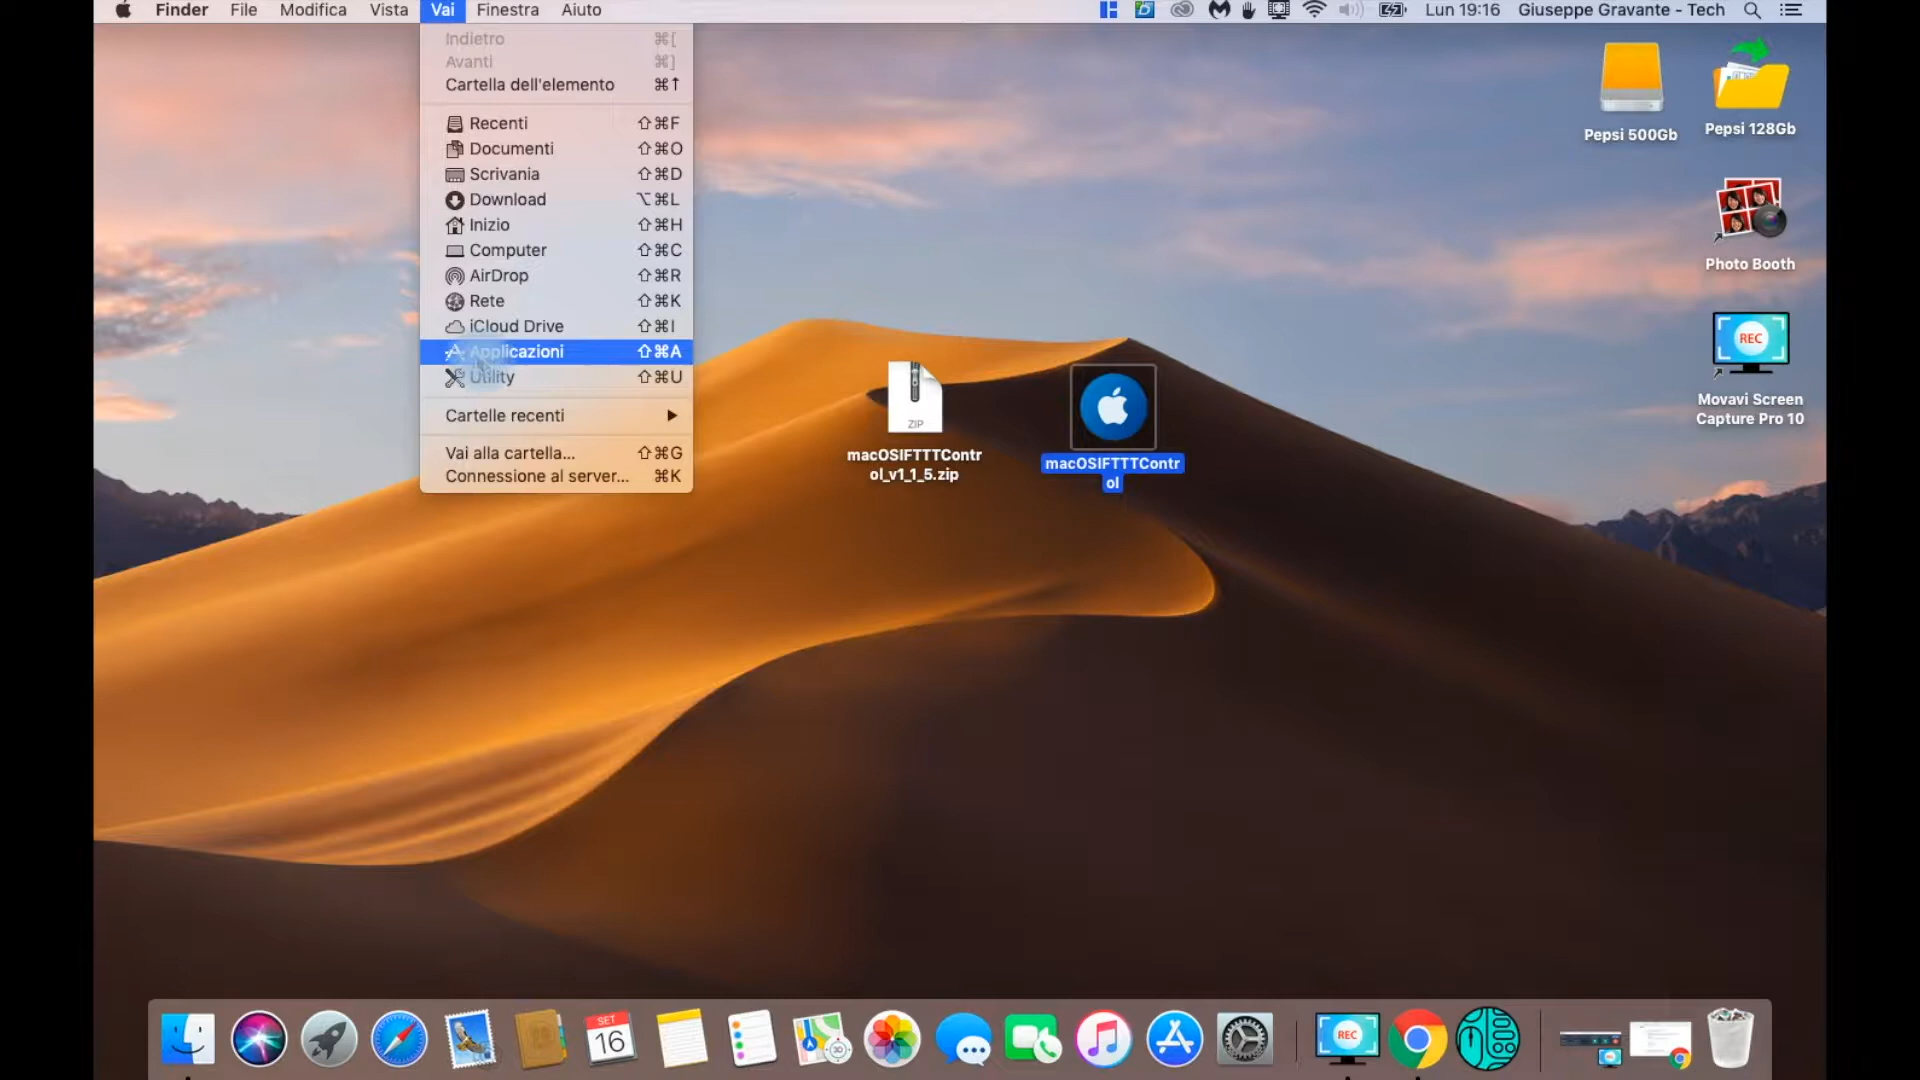 Finder File Modifica Vista Vai Finestra Aiuto Lun 19:16 Giuseppe Gravante - Tech
Indietro ⌘[
Avanti ⌘]
Cartella dell'elemento ⌘↑
Recenti ⇧⌘F
Documenti ⇧⌘O
Scrivania ⇧⌘D
Download ⌥⌘L
Inizio ⇧⌘H
Computer ⇧⌘C
AirDrop ⇧⌘R
Rete ⇧⌘K
iCloud Drive ⇧⌘I
Applicazioni ⇧⌘A
Utility ⇧⌘U
Cartelle recenti
Vai alla cartella... ⇧⌘G
Connessione al server... ⌘K
ZIP
macOSIFTTTContr
ol_v1_1_5.zip
macOSIFTTTContr
ol
Pepsi 500Gb
Pepsi 128Gb
Photo Booth
REC
Movavi Screen
Capture Pro 10
SET
16
REC